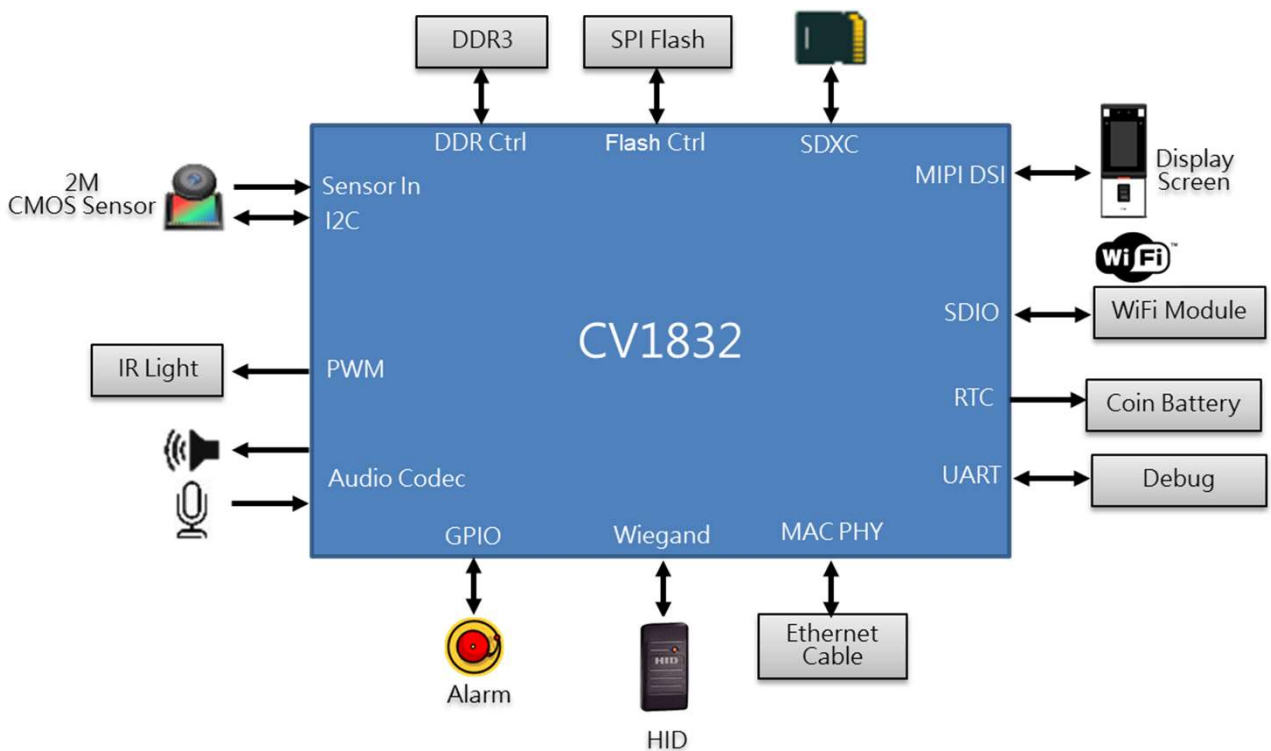 DDR3
SPI Flash
DDR Ctrl
Flash Ctrl
SDXC
2M
CMOS Sensor
Sensor In
I2C
MIPI DSI
Display
Screen
WiFi
SDIO
WiFi Module
CV1832
IR Light
PWM
RTC
Coin Battery
Audio Codec
UART
Debug
GPIO
Wiegand
MAC PHY
Alarm
HID
Ethernet
Cable
HID